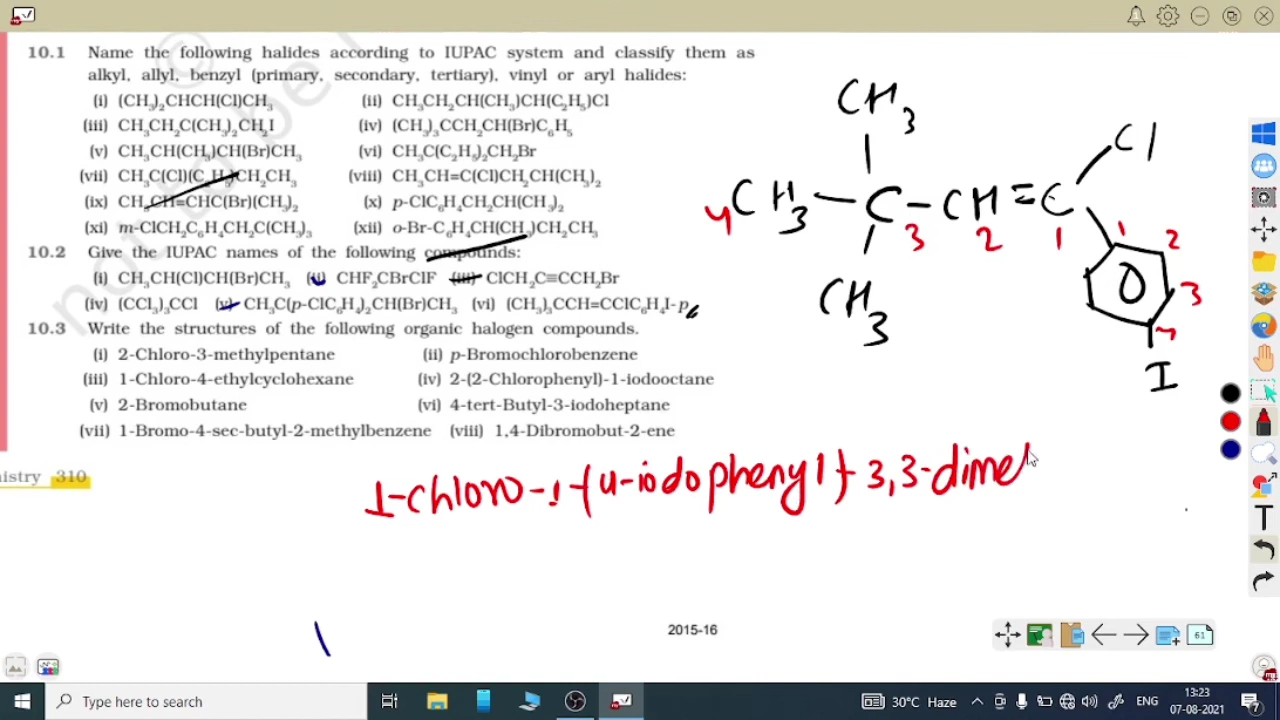 10.1 Name the following halides according to IUPAC system and classify them as
alkyl, allyl, benzyl (primary, secondary, tertiary), vinyl or aryl halides:
(i) (CH₃)₂CHCH(Cl)CH₃ (ii) CH₃CH₂CH(CH₃)CH(C₂H₅)Cl
(iii) CH₃CH₂C(CH₃)₂CH₂I (iv) (CH₃)₃CCH₂CH(Br)C₆H₅
(v) CH₃CH(CH₃)CH(Br)CH₃ (vi) CH₃C(C₂H₅)₂CH₂Br
(vii) CH₃C(Cl)(C₂H₅)CH₂CH₃ (viii) CH₃CH=C(Cl)CH₂CH(CH₃)₂
(ix) CH₃CH=CHC(Br)(CH₃)₂ (x) p-ClC₆H₄CH₂CH(CH₃)₂
(xi) m-ClCH₂C₆H₄CH₂C(CH₃)₃ (xii) o-Br-C₆H₄CH(CH₃)CH₂CH₃
10.2 Give the IUPAC names of the following compounds:
(i) CH₃CH(Cl)CH(Br)CH₃ (ii) CHF₂CBrClF (iii) ClCH₂C≡CCH₂Br
(iv) (CCl₃)₃CCl (v) CH₃C(p-ClC₆H₄)₂CH(Br)CH₃ (vi) (CH₃)₃CCH=CClC₆H₄I-p
10.3 Write the structures of the following organic halogen compounds.
(i) 2-Chloro-3-methylpentane (ii) p-Bromochlorobenzene
(iii) 1-Chloro-4-ethylcyclohexane (iv) 2-(2-Chlorophenyl)-1-iodooctane
(v) 2-Bromobutane (vi) 4-tert-Butyl-3-iodoheptane
(vii) 1-Bromo-4-sec-butyl-2-methylbenzene (viii) 1,4-Dibromobut-2-ene
istry 310
not to be
CH₃
Cl
4 CH₃-C-CH=C
3 2 1
1 2
CH₃
3
4
I
1-chloro-1-(4-iodophenyl)-3,3-dime
2015-16
61
T
Type here to search
30°C Haze
ENG
13:23
07-08-2021
7